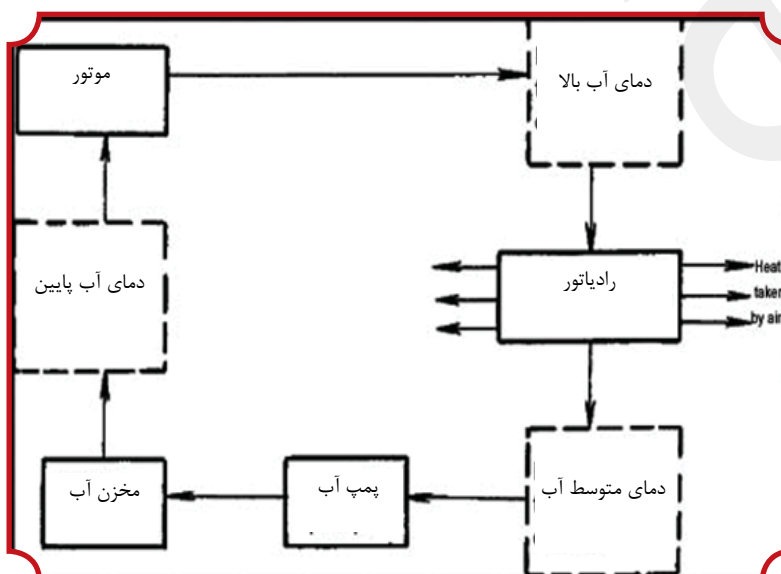 موتور
دمای آب بالا
دمای آب پایین
رادیاتور
Heat
taken
by air
مخزن آب
پمپ آب
دمای متوسط آب